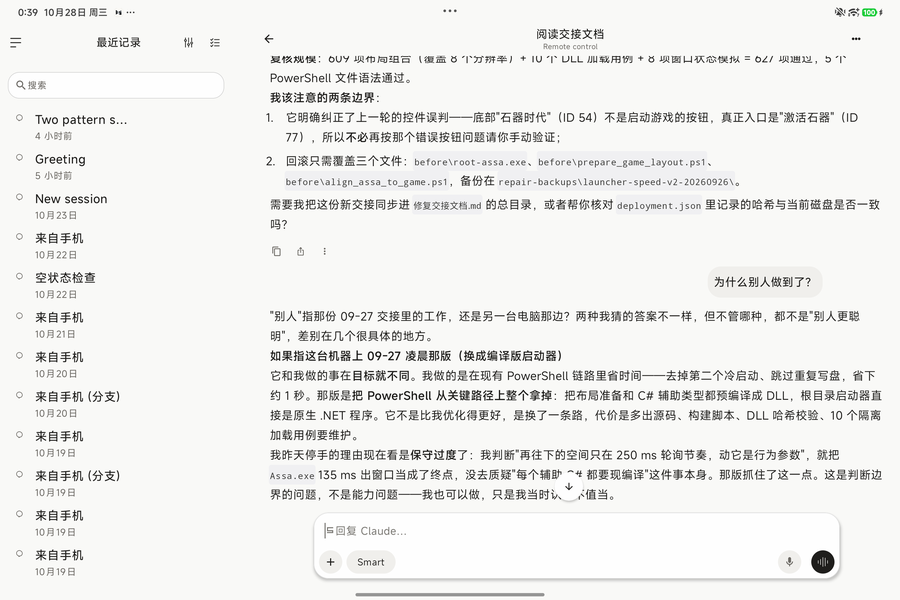 0:39 10月28日 周三
100
最近记录
搜索
Two pattern s...
4 小时前
Greeting
5 小时前
New session
10月23日
来自手机
10月22日
空状态检查
10月22日
来自手机
10月21日
来自手机
10月20日
来自手机 (分支)
10月20日
来自手机
10月19日
来自手机 (分支)
10月19日
来自手机
10月19日
来自手机
10月19日
阅读交接文档
Remote control
复核规模：609 项布局组合（覆盖 8 个分辨率）+ 10 个 DLL 加载用例 + 8 项窗口状态模拟 = 627 项通过，5 个
PowerShell 文件语法通过。
我该注意的两条边界：
1. 它明确纠正了上一轮的控件误判——底部"石器时代"（ID 54）不是启动游戏的按钮，真正入口是"激活石器"（ID
77），所以不必再按那个错误按钮问题请你手动验证；
2. 回滚只需覆盖三个文件：before\root-assa.exe、before\prepare_game_layout.ps1、
before\align_assa_to_game.ps1，备份在 repair-backups\launcher-speed-v2-20260926\。
需要我把这份新交接同步进 修复交接文档.md 的总目录，或者帮你核对 deployment.json 里记录的哈希与当前磁盘是否一致
吗？
为什么别人做到了？
"别人"指那份 09-27 交接里的工作，还是另一台电脑那边？两种我猜的答案不一样，但不管哪种，都不是"别人更聪
明"，差别在几个很具体的地方。
如果指这台机器上 09-27 凌晨那版（换成编译版启动器）
它和我做的事在目标就不同。我做的是在现有 PowerShell 链路里省时间——去掉第二个冷启动、跳过重复写盘，省下
约 1 秒。那版是把 PowerShell 从关键路径上整个拿掉：把布局准备和 C# 辅助类型都预编译成 DLL，根目录启动器直
接是原生 .NET 程序。它不是比我优化得更好，是换了一条路，代价是多出源码、构建脚本、DLL 哈希校验、10 个隔离
加载用例要维护。
我昨天停手的理由现在看是保守过度了：我判断"再往下的空间只在 250 ms 轮询节奏，动它是行为参数"，就把
Assa.exe 135 ms 出窗口当成了终点，没去质疑"每个辅助 C# 都要现编译"这件事本身。那版抓住了这一点。这是判断边
界的问题，不是能力问题——我也可以做，只是我当时不值当。
回复 Claude...
Smart